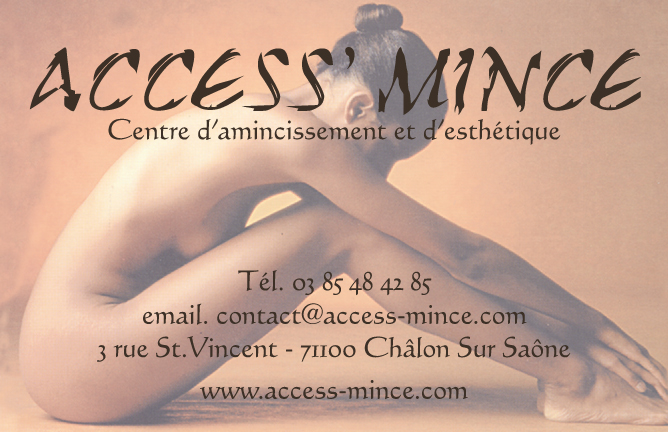 ACCESS' MINCE
Centre d'amincissement et d'esthétique
Tél. 03 85 48 42 85
email. contact@access-mince.com
3 rue St.Vincent - 71100 Châlon Sur Saône
www.access-mince.com